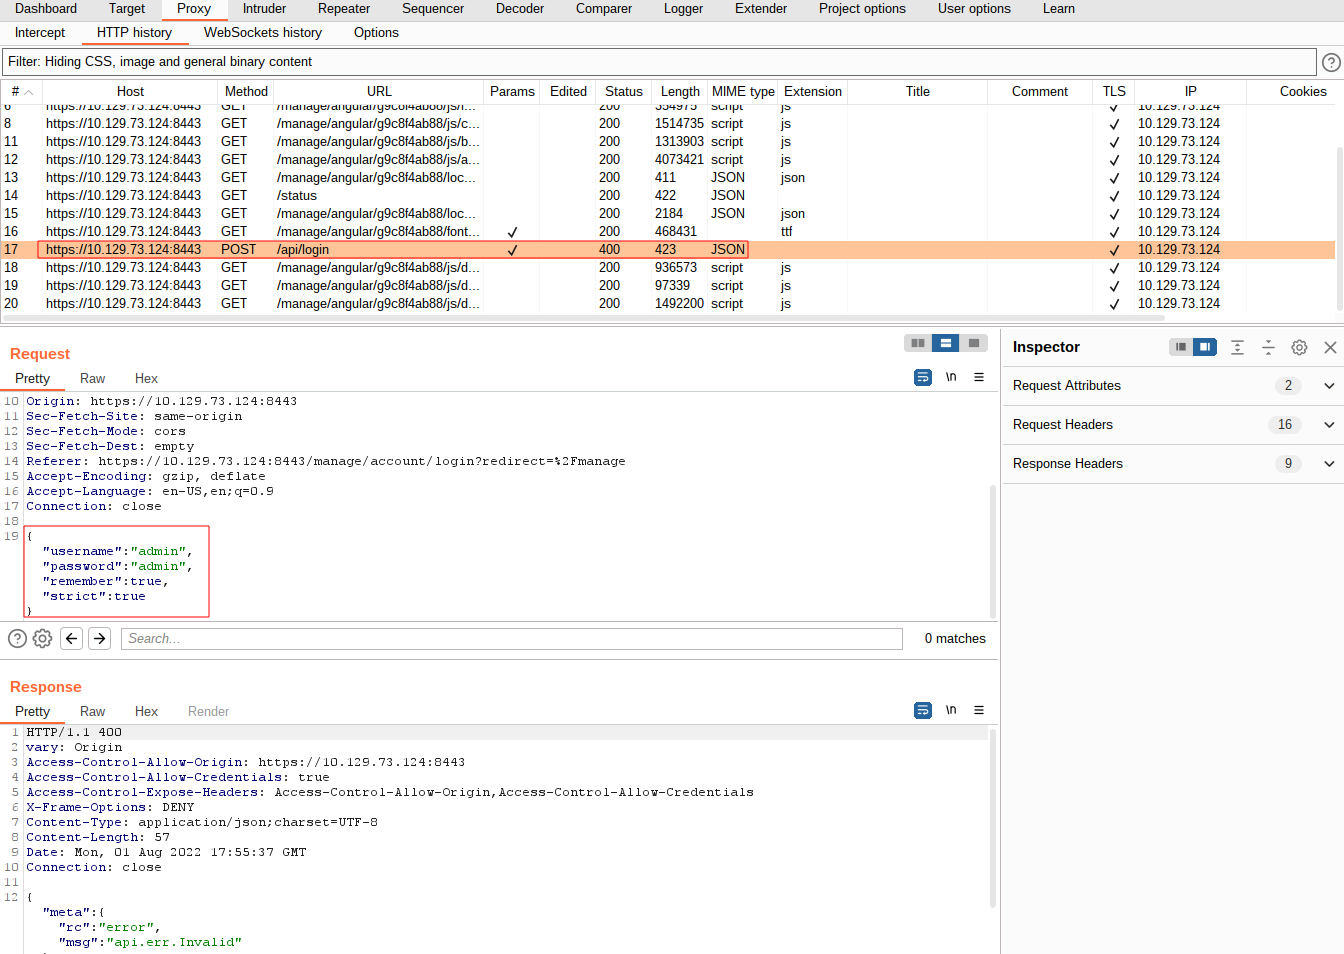 Dashboard Target Proxy Intruder Repeater Sequencer Decoder Comparer Logger Extender Project options User options Learn
Intercept HTTP history WebSockets history Options
Filter: Hiding CSS, image and general binary content
# Host Method URL Params Edited Status Length MIME type Extension Title Comment TLS IP Cookies
6 https://10.129.73.124:8443 GET /manage/angular/g9c8f4ab88/js/r... 200 354975 script js ✓ 10.129.73.124
8 https://10.129.73.124:8443 GET /manage/angular/g9c8f4ab88/js/c... 200 1514735 script js ✓ 10.129.73.124
11 https://10.129.73.124:8443 GET /manage/angular/g9c8f4ab88/js/b... 200 1313903 script js ✓ 10.129.73.124
12 https://10.129.73.124:8443 GET /manage/angular/g9c8f4ab88/js/a... 200 4073421 script js ✓ 10.129.73.124
13 https://10.129.73.124:8443 GET /manage/angular/g9c8f4ab88/loc... 200 411 JSON json ✓ 10.129.73.124
14 https://10.129.73.124:8443 GET /status 200 422 JSON ✓ 10.129.73.124
15 https://10.129.73.124:8443 GET /manage/angular/g9c8f4ab88/loc... 200 2184 JSON json ✓ 10.129.73.124
16 https://10.129.73.124:8443 GET /manage/angular/g9c8f4ab88/font... ✓ 200 468431 ttf ✓ 10.129.73.124
17 https://10.129.73.124:8443 POST /api/login ✓ 400 423 JSON ✓ 10.129.73.124
18 https://10.129.73.124:8443 GET /manage/angular/g9c8f4ab88/js/d... 200 936573 script js ✓ 10.129.73.124
19 https://10.129.73.124:8443 GET /manage/angular/g9c8f4ab88/js/d... 200 97339 script js ✓ 10.129.73.124
20 https://10.129.73.124:8443 GET /manage/angular/g9c8f4ab88/js/d... 200 1492200 script js ✓ 10.129.73.124
Request
Pretty Raw Hex
\n
10 Origin: https://10.129.73.124:8443
11 Sec-Fetch-Site: same-origin
12 Sec-Fetch-Mode: cors
13 Sec-Fetch-Dest: empty
14 Referer: https://10.129.73.124:8443/manage/account/login?redirect=%2Fmanage
15 Accept-Encoding: gzip, deflate
16 Accept-Language: en-US,en;q=0.9
17 Connection: close
18
19 {
"username":"admin",
"password":"admin",
"remember":true,
"strict":true
}
Search...
0 matches
Response
Pretty Raw Hex Render
\n
1 HTTP/1.1 400
2 vary: Origin
3 Access-Control-Allow-Origin: https://10.129.73.124:8443
4 Access-Control-Allow-Credentials: true
5 Access-Control-Expose-Headers: Access-Control-Allow-Origin,Access-Control-Allow-Credentials
6 X-Frame-Options: DENY
7 Content-Type: application/json;charset=UTF-8
8 Content-Length: 57
9 Date: Mon, 01 Aug 2022 17:55:37 GMT
10 Connection: close
11
12 {
"meta":{
"rc":"error",
"msg":"api.err.Invalid"
Inspector
Request Attributes 2
Request Headers 16
Response Headers 9